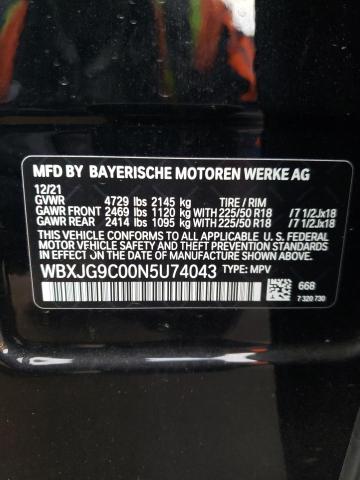 MFD BY BAYERISCHE MOTOREN WERKE AG
12/21
GVWR 4729 lbs 2145 kg TIRE / RIM
GAWR FRONT 2469 lbs 1120 kg WITH 225/50 R18 / 7 1/2Jx18
GAWR REAR 2414 lbs 1095 kg WITH 225/50 R18 / 7 1/2Jx18
THIS VEHICLE CONFORMS TO ALL APPLICABLE U.S. FEDERAL
MOTOR VEHICLE SAFETY, BUMPER, AND THEFT PREVENTION
STANDARDS IN EFFECT ON THE DATE OF MANUFACTURE
SHOWN ABOVE.
WBXJG9C00N5U74043 TYPE: MPV
668
7 320 730